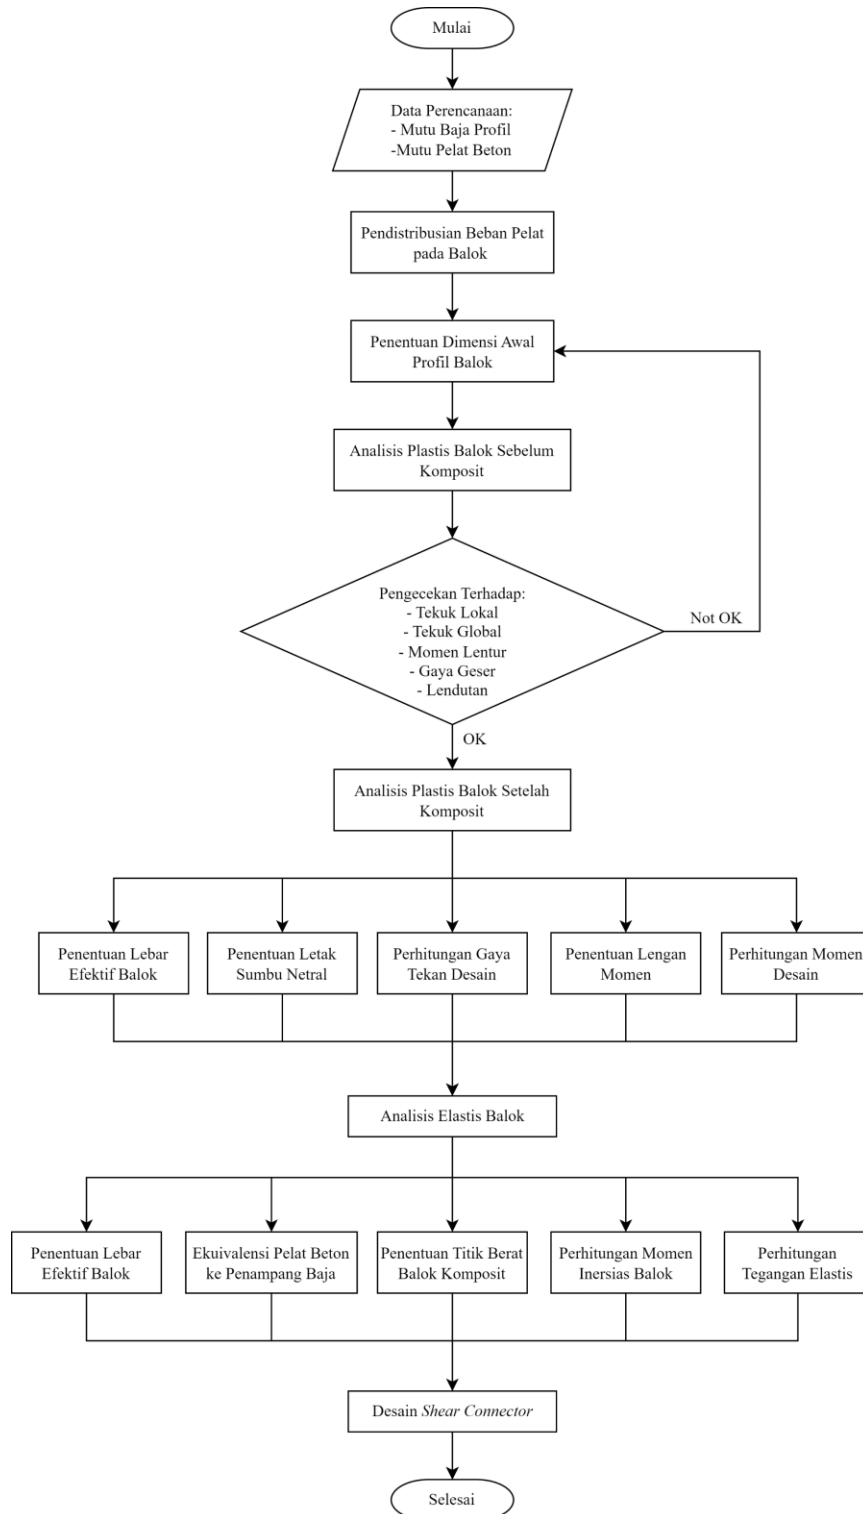 Mulai
Data Perencanaan:
- Mutu Baja Profil
-Mutu Pelat Beton
Pendistribusian Beban Pelat
pada Balok
Penentuan Dimensi Awal
Profil Balok
Analisis Plastis Balok Sebelum
Komposit
Pengecekan Terhadap:
- Tekuk Lokal
- Tekuk Global
- Momen Lentur
- Gaya Geser
- Lendutan
Not OK
OK
Analisis Plastis Balok Setelah
Komposit
Penentuan Lebar
Efektif Balok
Penentuan Letak
Sumbu Netral
Perhitungan Gaya
Tekan Desain
Penentuan Lengan
Momen
Perhitungan Momen
Desain
Analisis Elastis Balok
Penentuan Lebar
Efektif Balok
Ekuivalensi Pelat Beton
ke Penampang Baja
Penentuan Titik Berat
Balok Komposit
Perhitungan Momen
Inersias Balok
Perhitungan
Tegangan Elastis
Desain Shear Connector
Selesai